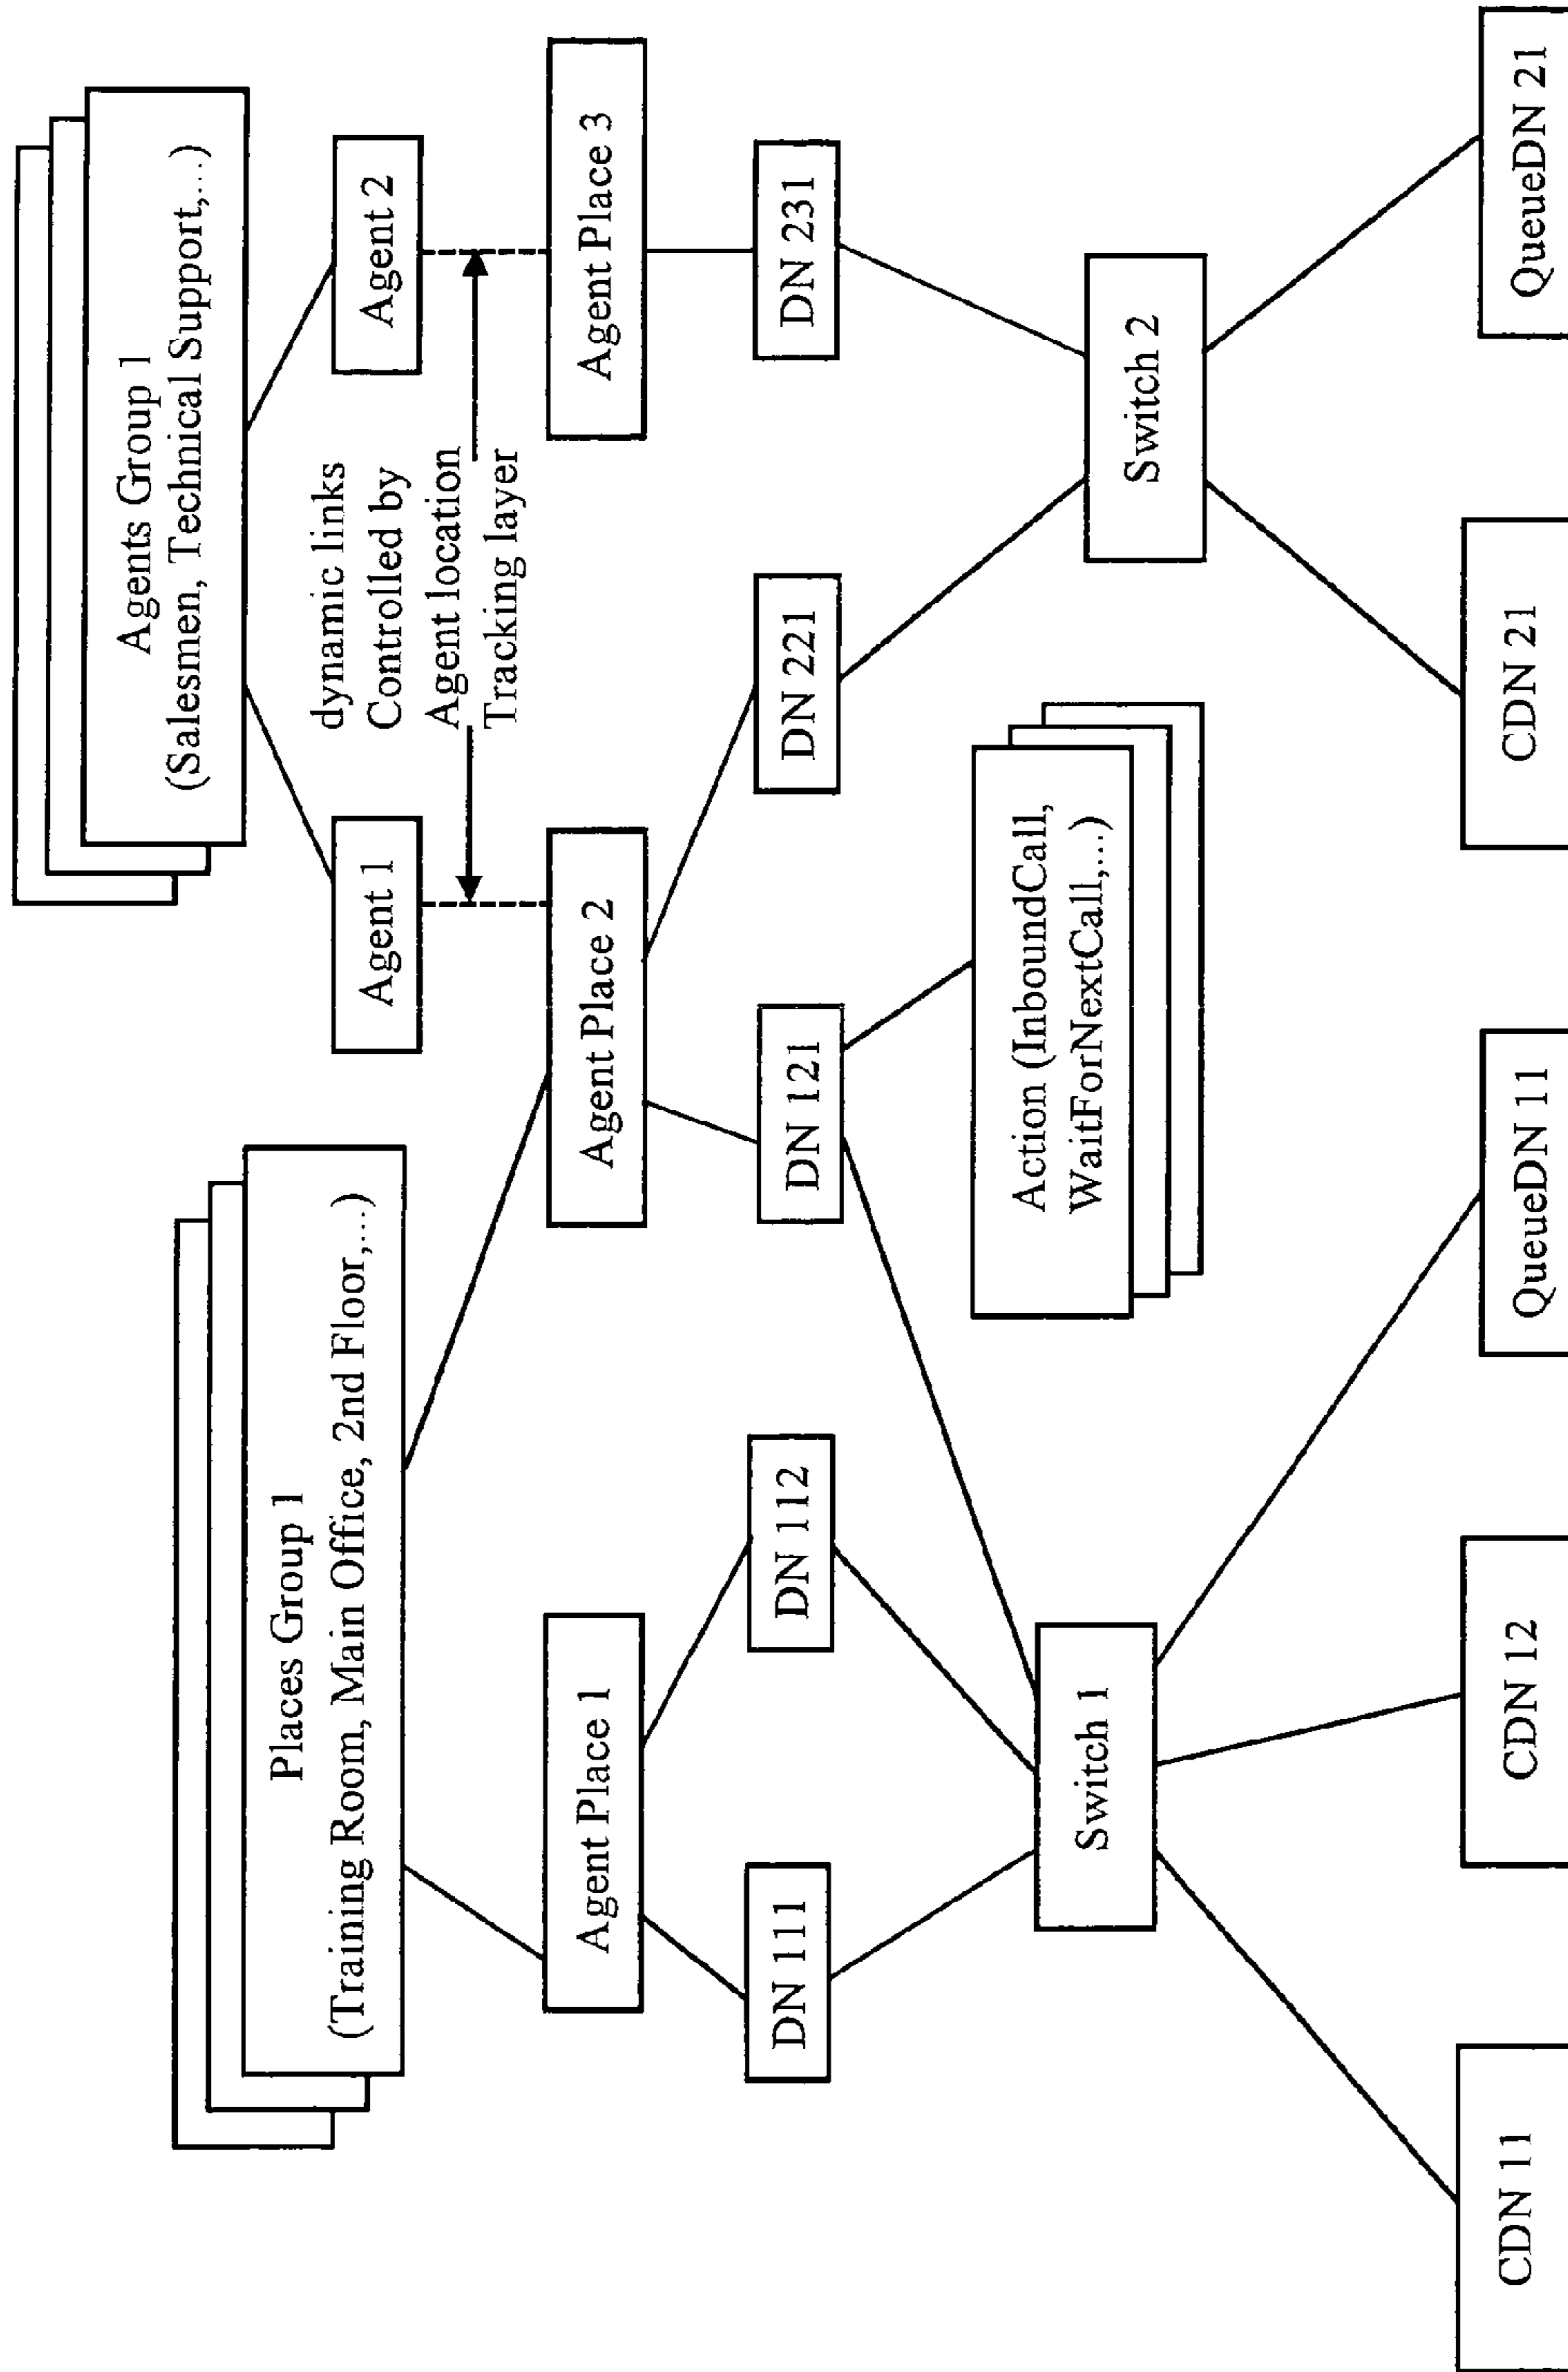 Agents Group 1
(Salesmen, Technical Support,...)
Places Group 1
(Training Room, Main Office, 2nd Floor,...)
Agent 1
Agent 2
dynamic links
Controlled by
Agent location
Tracking layer
Agent Place 1
Agent Place 2
Agent Place 3
DN 111
DN 112
DN 121
DN 221
DN 231
Action (InboundCall,
WaitForNextCall,...)
Switch 1
Switch 2
CDN 11
CDN 12
QueueDN 11
CDN 21
QueueDN 21